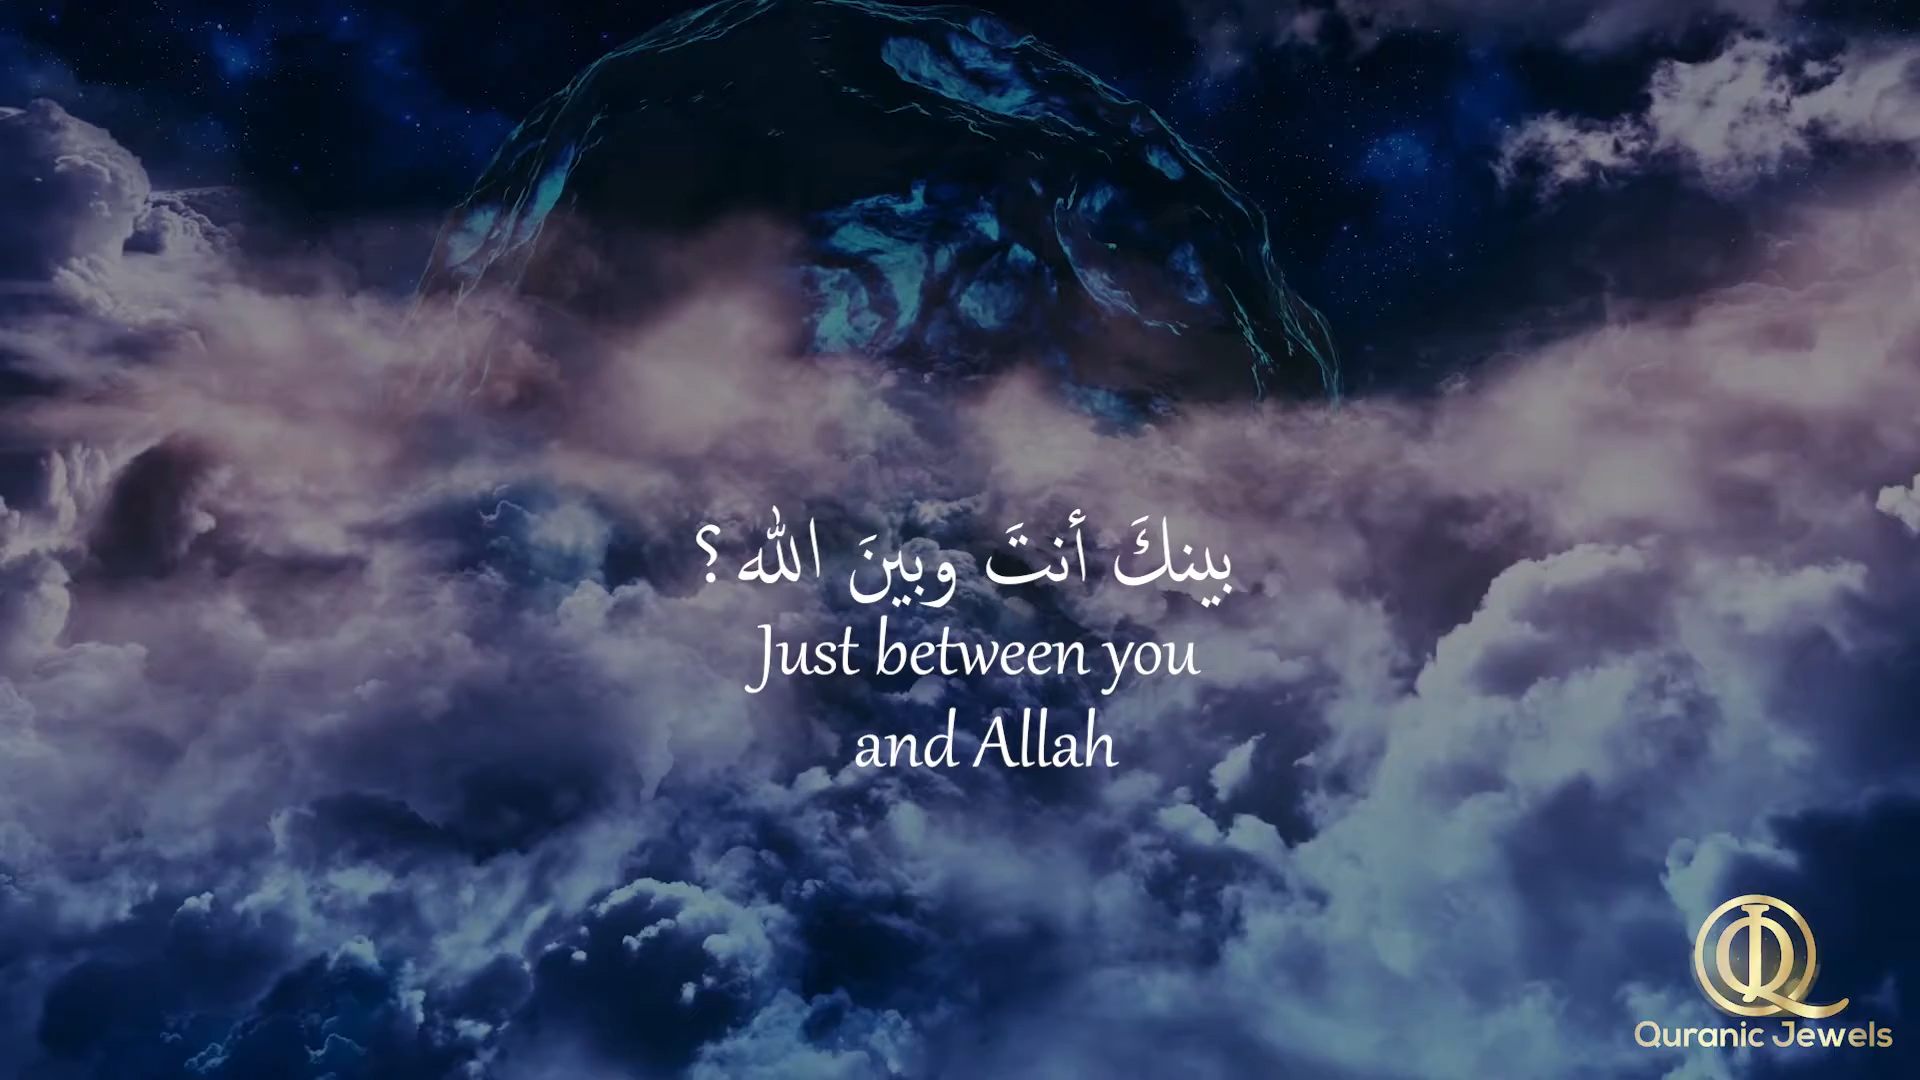 بينكَ أنتَ وبينَ الله ؟
Just between you
and Allah
Quranic Jewels